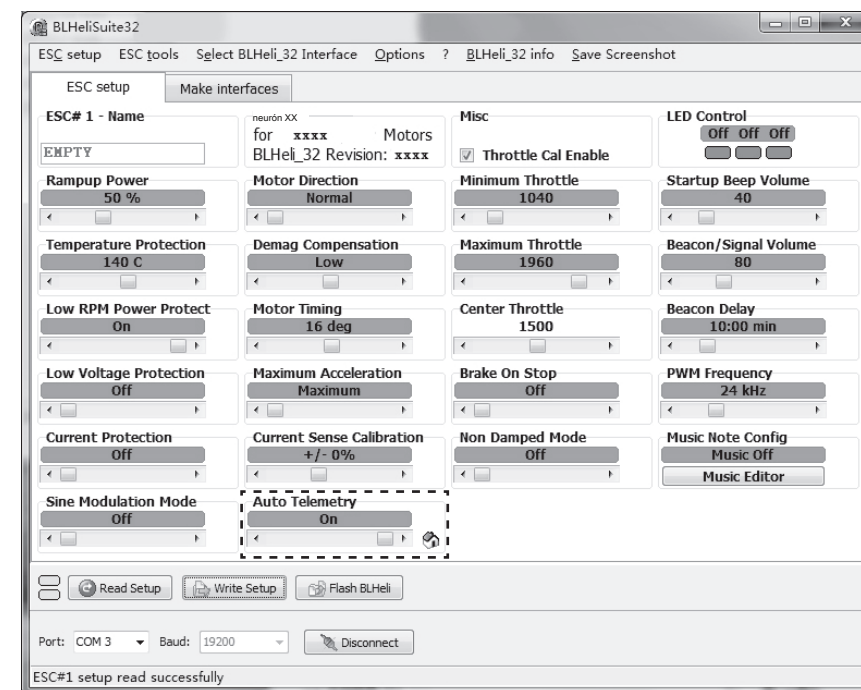 BLHeliSuite32
ESC setup ESC tools Select BLHeli_32 Interface Options ? BLHeli_32 info Save Screenshot
ESC setup Make interfaces
ESC# 1 - Name
EMPTY
neurón XX
for xxxx Motors
BLHeli_32 Revision: xxxx
Misc
Throttle Cal Enable
LED Control
Off Off Off
Rampup Power
50 %
Motor Direction
Normal
Minimum Throttle
1040
Startup Beep Volume
40
Temperature Protection
140 C
Demag Compensation
Low
Maximum Throttle
1960
Beacon/Signal Volume
80
Low RPM Power Protect
On
Motor Timing
16 deg
Center Throttle
1500
Beacon Delay
10:00 min
Low Voltage Protection
Off
Maximum Acceleration
Maximum
Brake On Stop
Off
PWM Frequency
24 kHz
Current Protection
Off
Current Sense Calibration
+/- 0%
Non Damped Mode
Off
Music Note Config
Music Off
Music Editor
Sine Modulation Mode
Off
Auto Telemetry
On
Read Setup Write Setup Flash BLHeli
Port: COM 3 Baud: 19200 Disconnect
ESC#1 setup read successfully